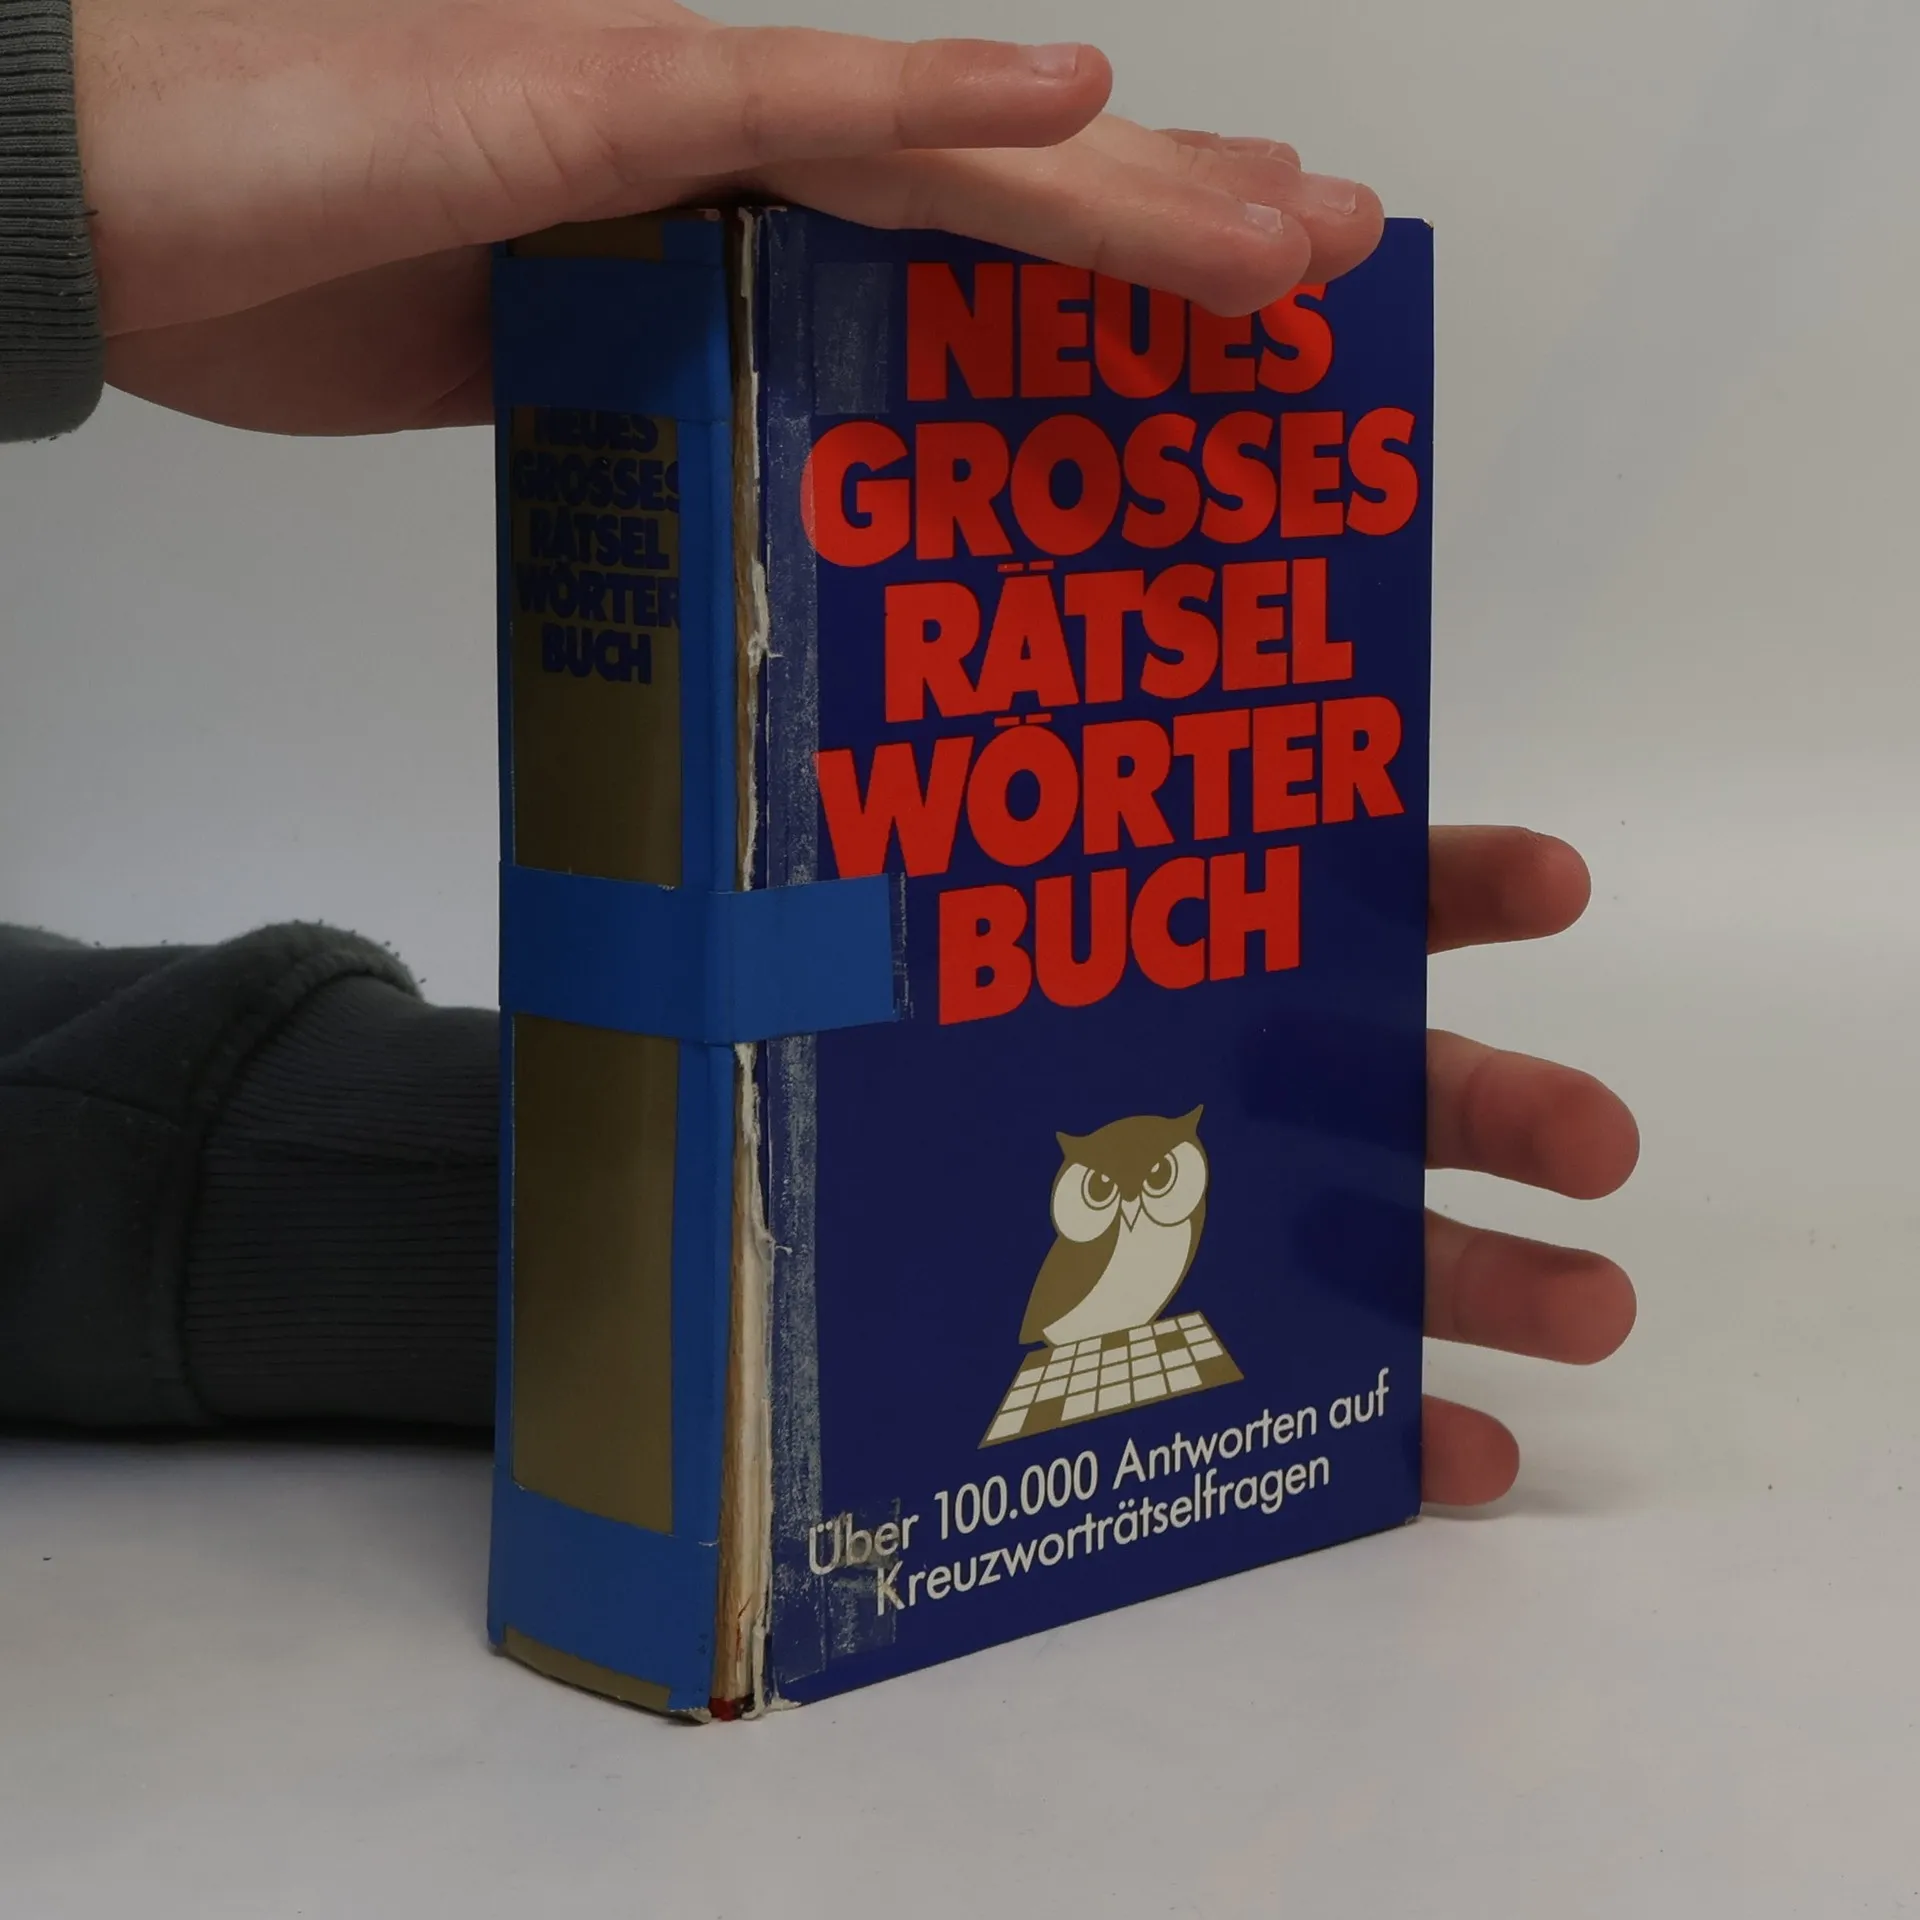 NEUES
GROSSES
RÄTSEL
WÖRTER
BUCH
NEUES
GROSSES
RÄTSEL
WÖRTER
BUCH
Über 100.000 Antworten auf
Kreuzworträtselfragen